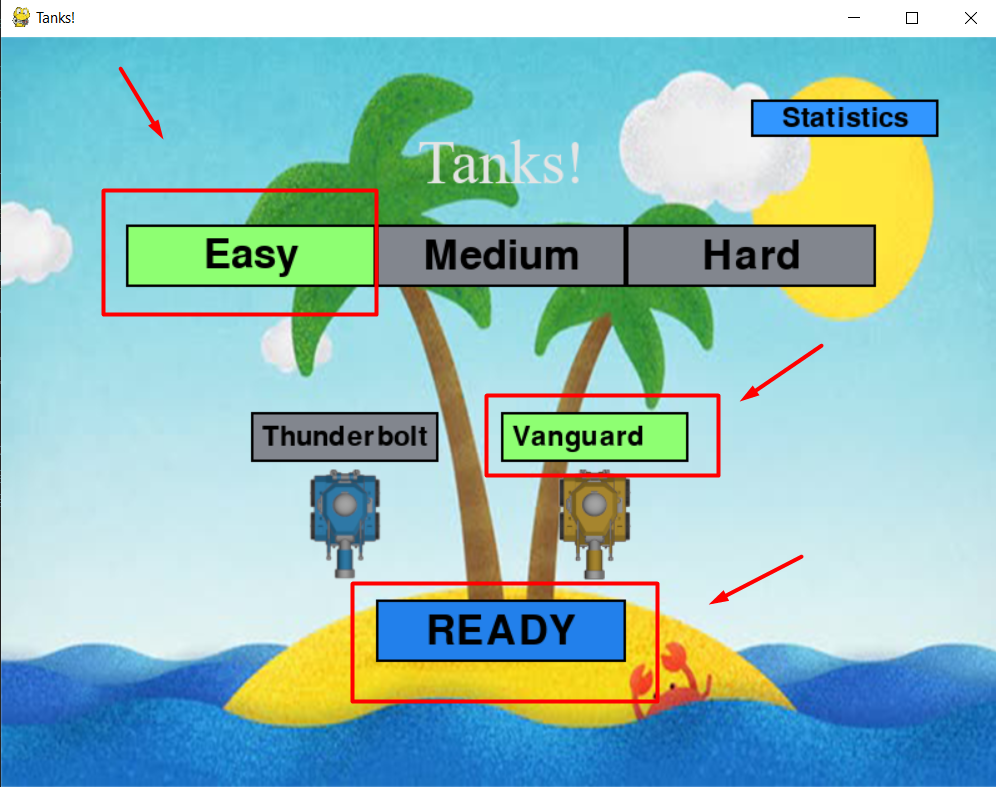 Tanks!
Statistics
Tanks!
Easy Medium Hard
Thunderbolt Vanguard
READY